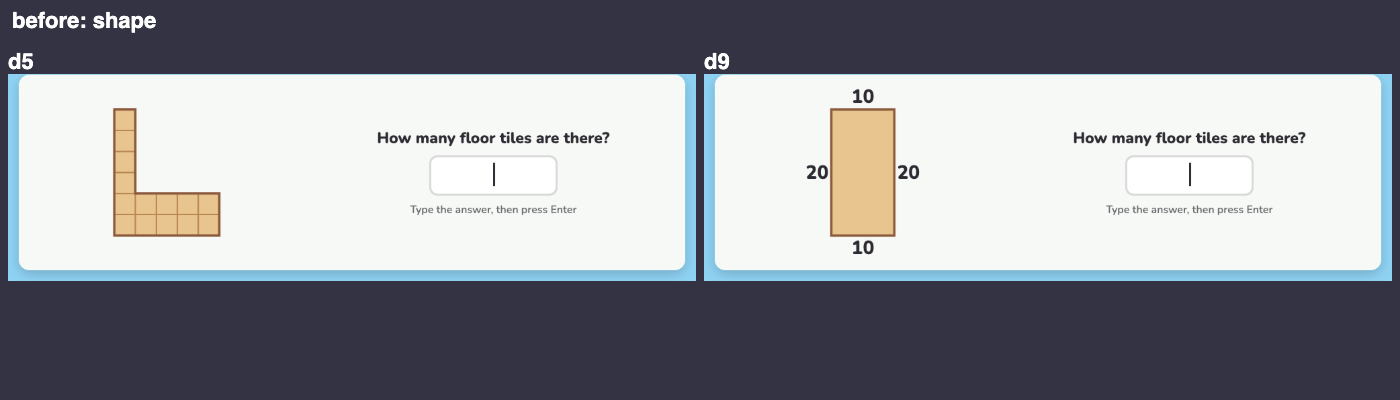 before: shape
d5
How many floor tiles are there?
Type the answer, then press Enter
d9
10
20
20
10
How many floor tiles are there?
Type the answer, then press Enter